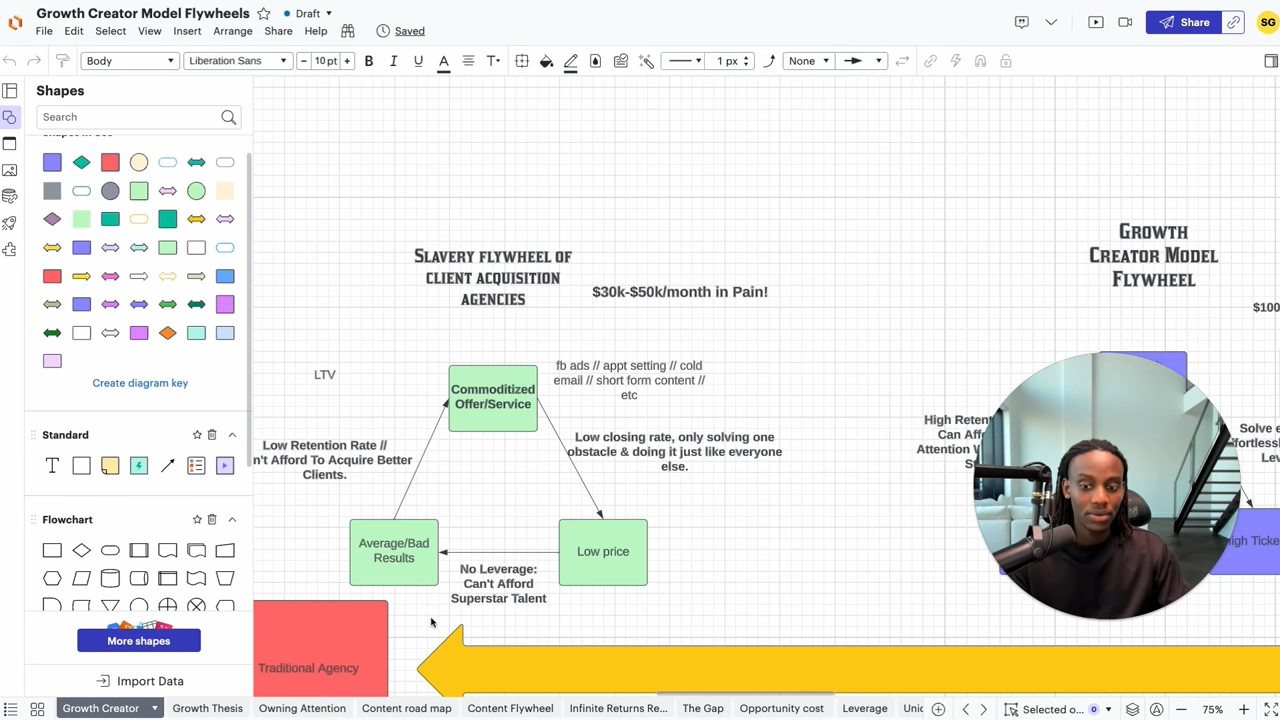 Growth Creator Model Flywheels
Draft
File Edit Select View Insert Arrange Share Help Saved
Share
SG
Body
Liberation Sans
− 10 pt +
B I U A T
1 px
None
Shapes
Search
Shapes in use
Create diagram key
Standard
T
Flowchart
More shapes
Import Data
Slavery flywheel of
client acquisition
agencies
$30k-$50k/month in Pain!
LTV
Commoditized
Offer/Service
fb ads // appt setting // cold
email // short form content //
etc
Low Retention Rate //
n't Afford To Acquire Better
Clients.
Low closing rate, only solving one
obstacle & doing it just like everyone
else.
Average/Bad
Results
Low price
No Leverage:
Can't Afford
Superstar Talent
Traditional Agency
Growth
Creator Model
Flywheel
$100
High Retent
Can Aff
Attention W
S
Solve e
ffortless
Lev
igh Ticke
Growth Creator Growth Thesis Owning Attention Content road map Content Flywheel Infinite Returns Re... The Gap Opportunity cost Leverage Unic
Selected o... 0
− 75% +